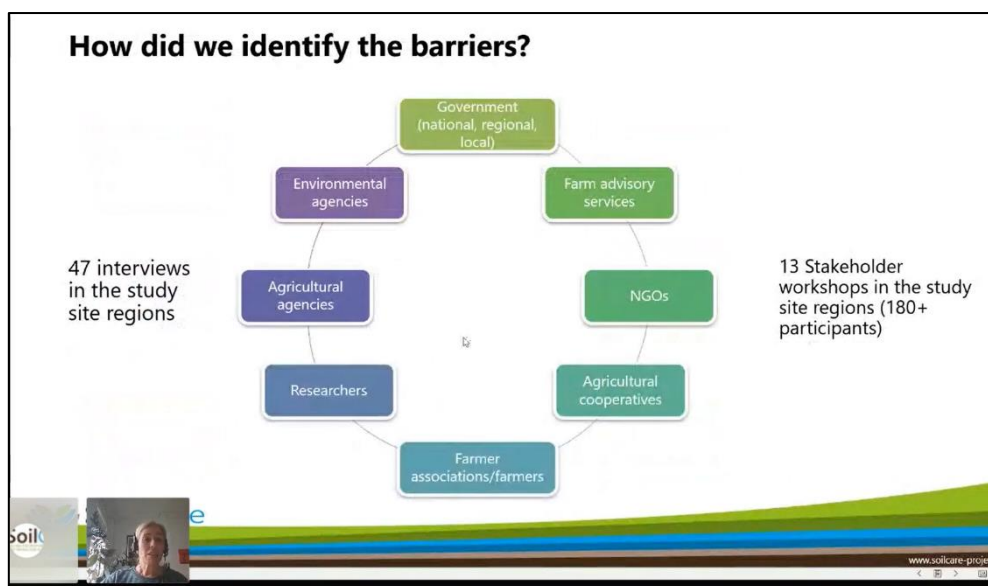 How did we identify the barriers?
Government
(national, regional,
local)
Environmental
agencies
Farm advisory
services
47 interviews
in the study
site regions
Agricultural
agencies
NGOs
13 Stakeholder
workshops in the study
site regions (180+
participants)
Researchers
Agricultural
cooperatives
Farmer
associations/farmers
e
soil
www.soilcare-proje